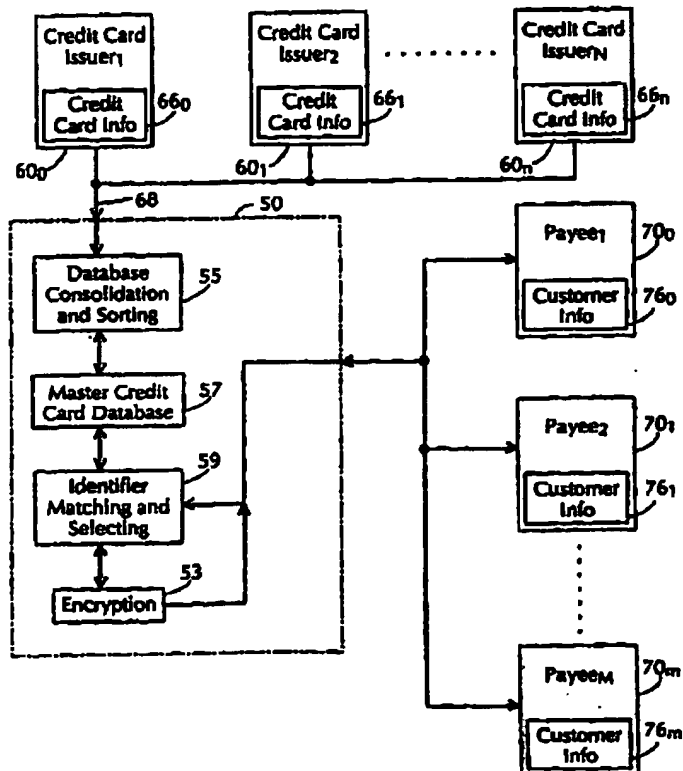 Credit Card
Issuer₁
Credit
Card Info
66₀
60₀
Credit Card
Issuer₂
Credit
Card Info
66₁
60₁
Credit Card
Issuer_N
Credit
Card Info
66ₙ
60ₙ
68
50
Database
Consolidation
and Sorting
55
Master Credit
Card Database
57
Identifier
Matching and
Selecting
59
Encryption
53
Payee₁
70₀
Customer
Info
76₀
Payee₂
70₁
Customer
Info
76₁
Payee_M
70ₘ
Customer
Info
76ₘ